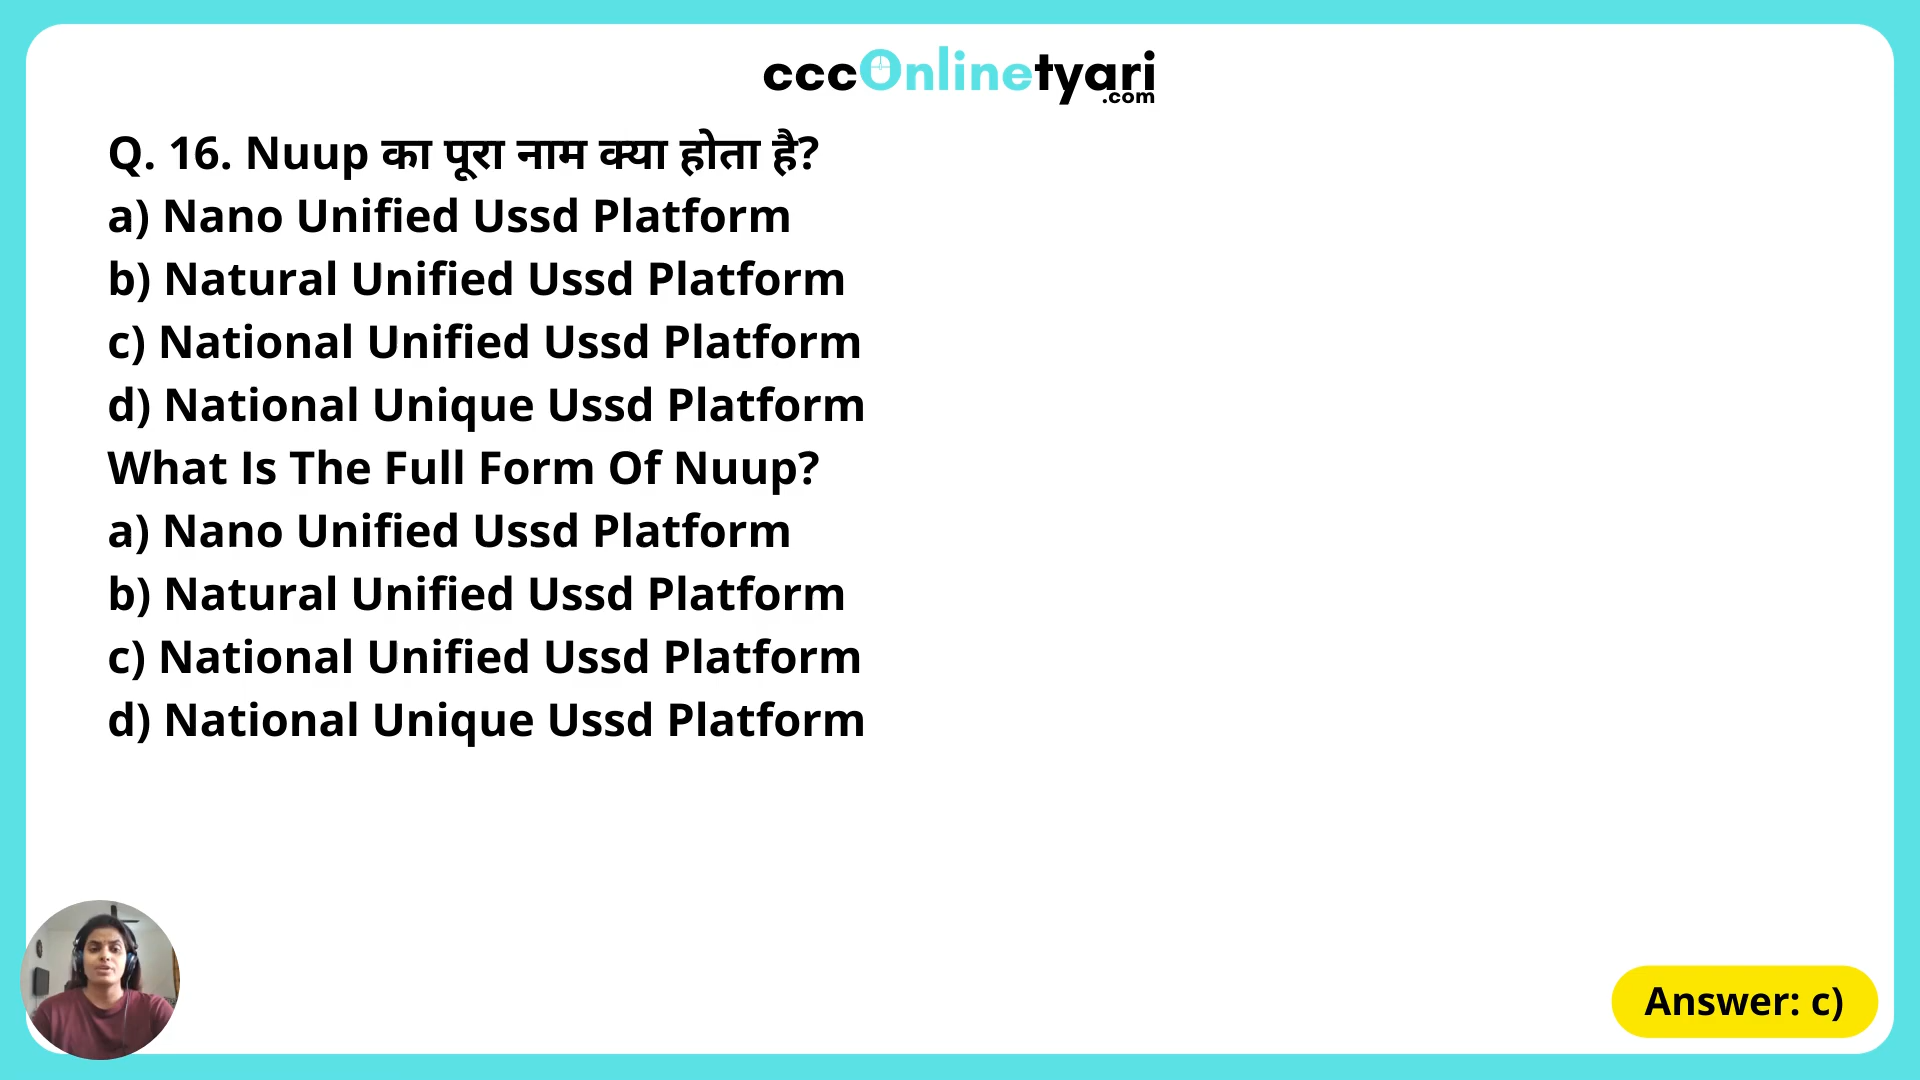 cccOnlinetyari
.com
Q. 16. Nuup का पूरा नाम क्या होता है?
a) Nano Unified Ussd Platform
b) Natural Unified Ussd Platform
c) National Unified Ussd Platform
d) National Unique Ussd Platform
What Is The Full Form Of Nuup?
a) Nano Unified Ussd Platform
b) Natural Unified Ussd Platform
c) National Unified Ussd Platform
d) National Unique Ussd Platform
Answer: c)